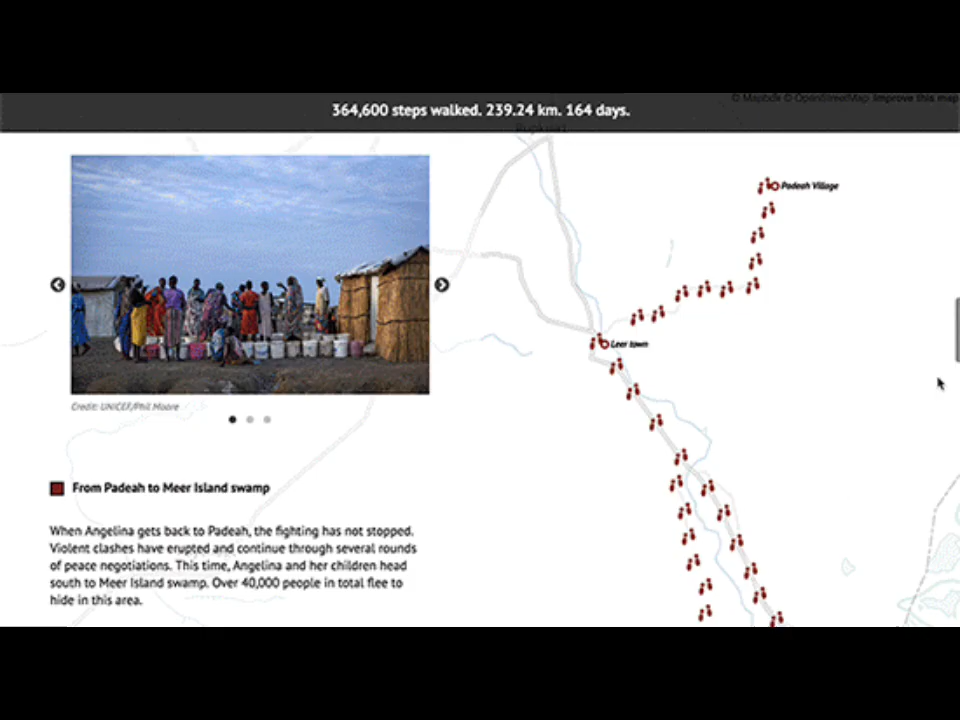 © Mapbox © OpenStreetMap Improve this map
364,600 steps walked. 239.24 km. 164 days.
Padeah Village
Leer town
Credit: UNICEF/Phil Moore
From Padeah to Meer Island swamp
When Angelina gets back to Padeah, the fighting has not stopped.
Violent clashes have erupted and continue through several rounds
of peace negotiations. This time, Angelina and her children head
south to Meer Island swamp. Over 40,000 people in total flee to
hide in this area.